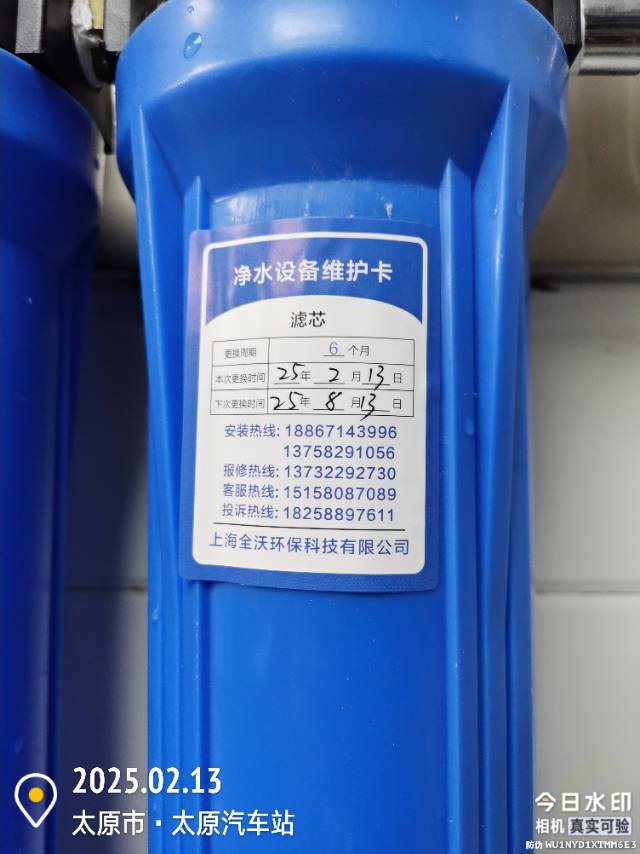 净水设备维护卡
滤芯
更换周期 6 个月
本次更换时间 25 年 2 月 13 日
下次更换时间 25 年 8 月 13 日
安装热线: 18867143996
13758291056
报修热线: 13732292730
客服热线: 15158087089
投诉热线: 18258897611
上海全沃环保科技有限公司
2025.02.13
太原市·太原汽车站
今日水印
相机 真实可验
防伪 WU1NYD1XTMM6E3